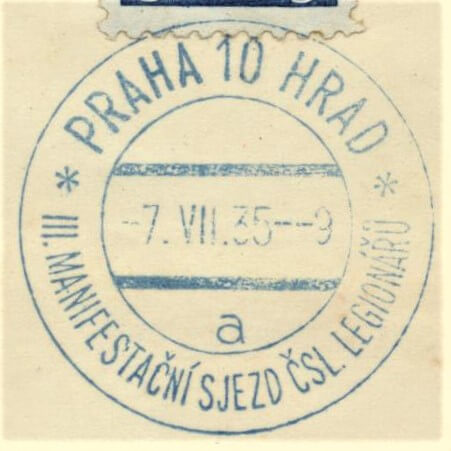 * PRAHA 10 HRAD *
-7.VII.35--9
a
III. MANIFESTAČNÍ SJEZD ČSL. LEGIONÁŘŮ